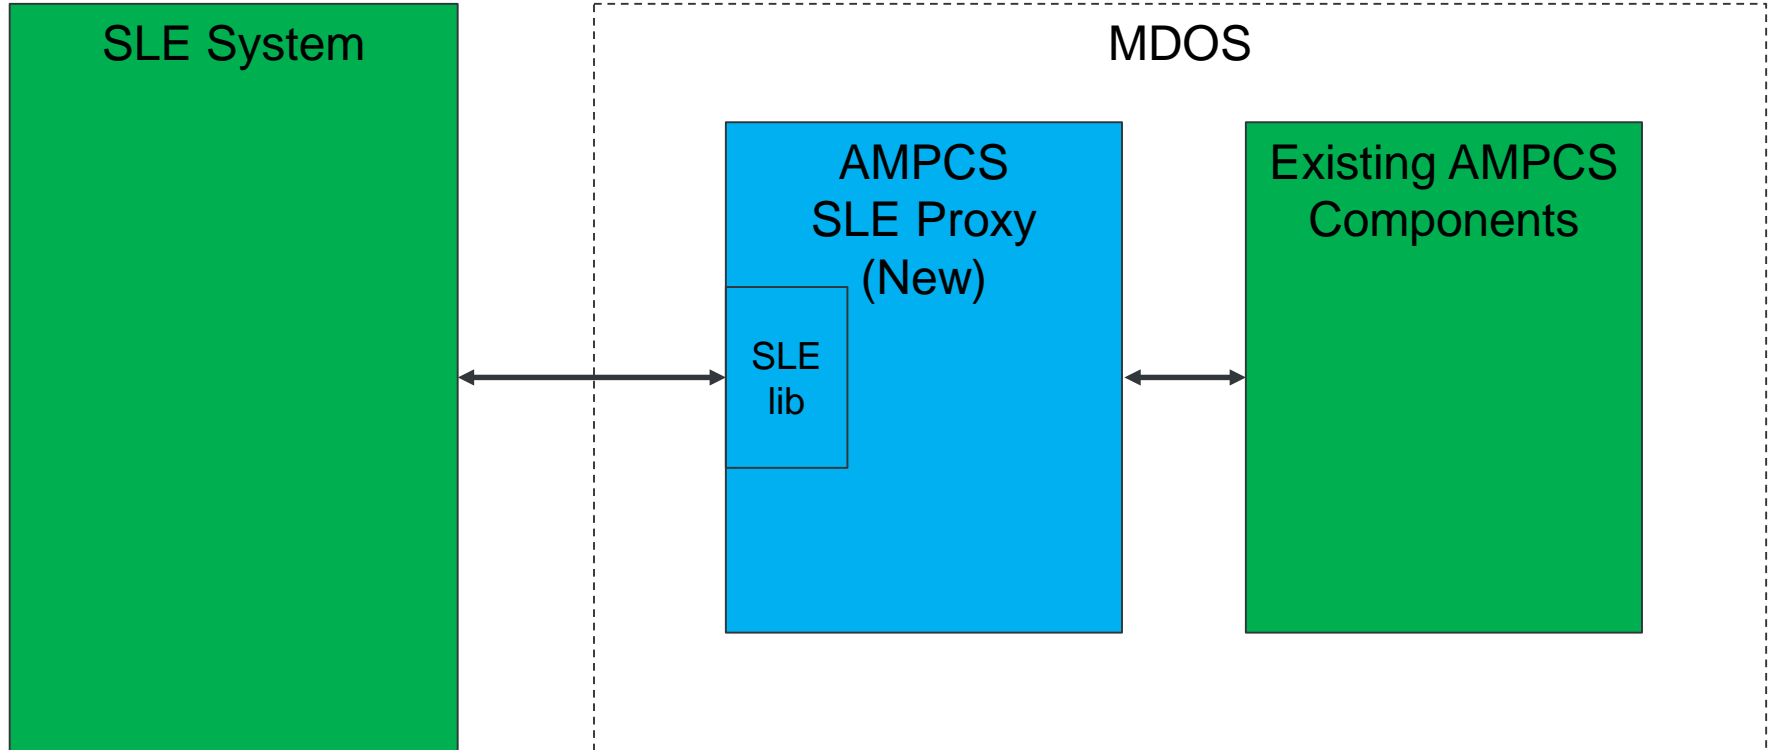 SLE System
MDOS
AMPCS
SLE Proxy
(New)
SLE
lib
Existing AMPCS
Components